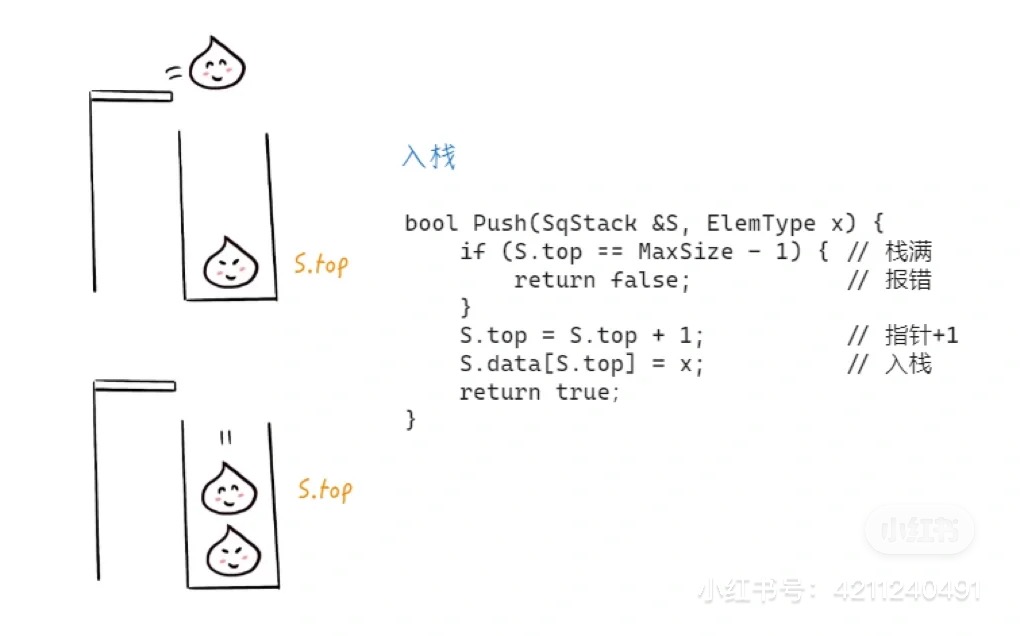 入栈
bool Push(SqStack &S, ElemType x) {
    if (S.top == MaxSize - 1) { // 栈满
        return false;            // 报错
    }
    S.top = S.top + 1;          // 指针+1
    S.data[S.top] = x;          // 入栈
    return true;
}
S.top
S.top
小红书
小红书号：4211240491